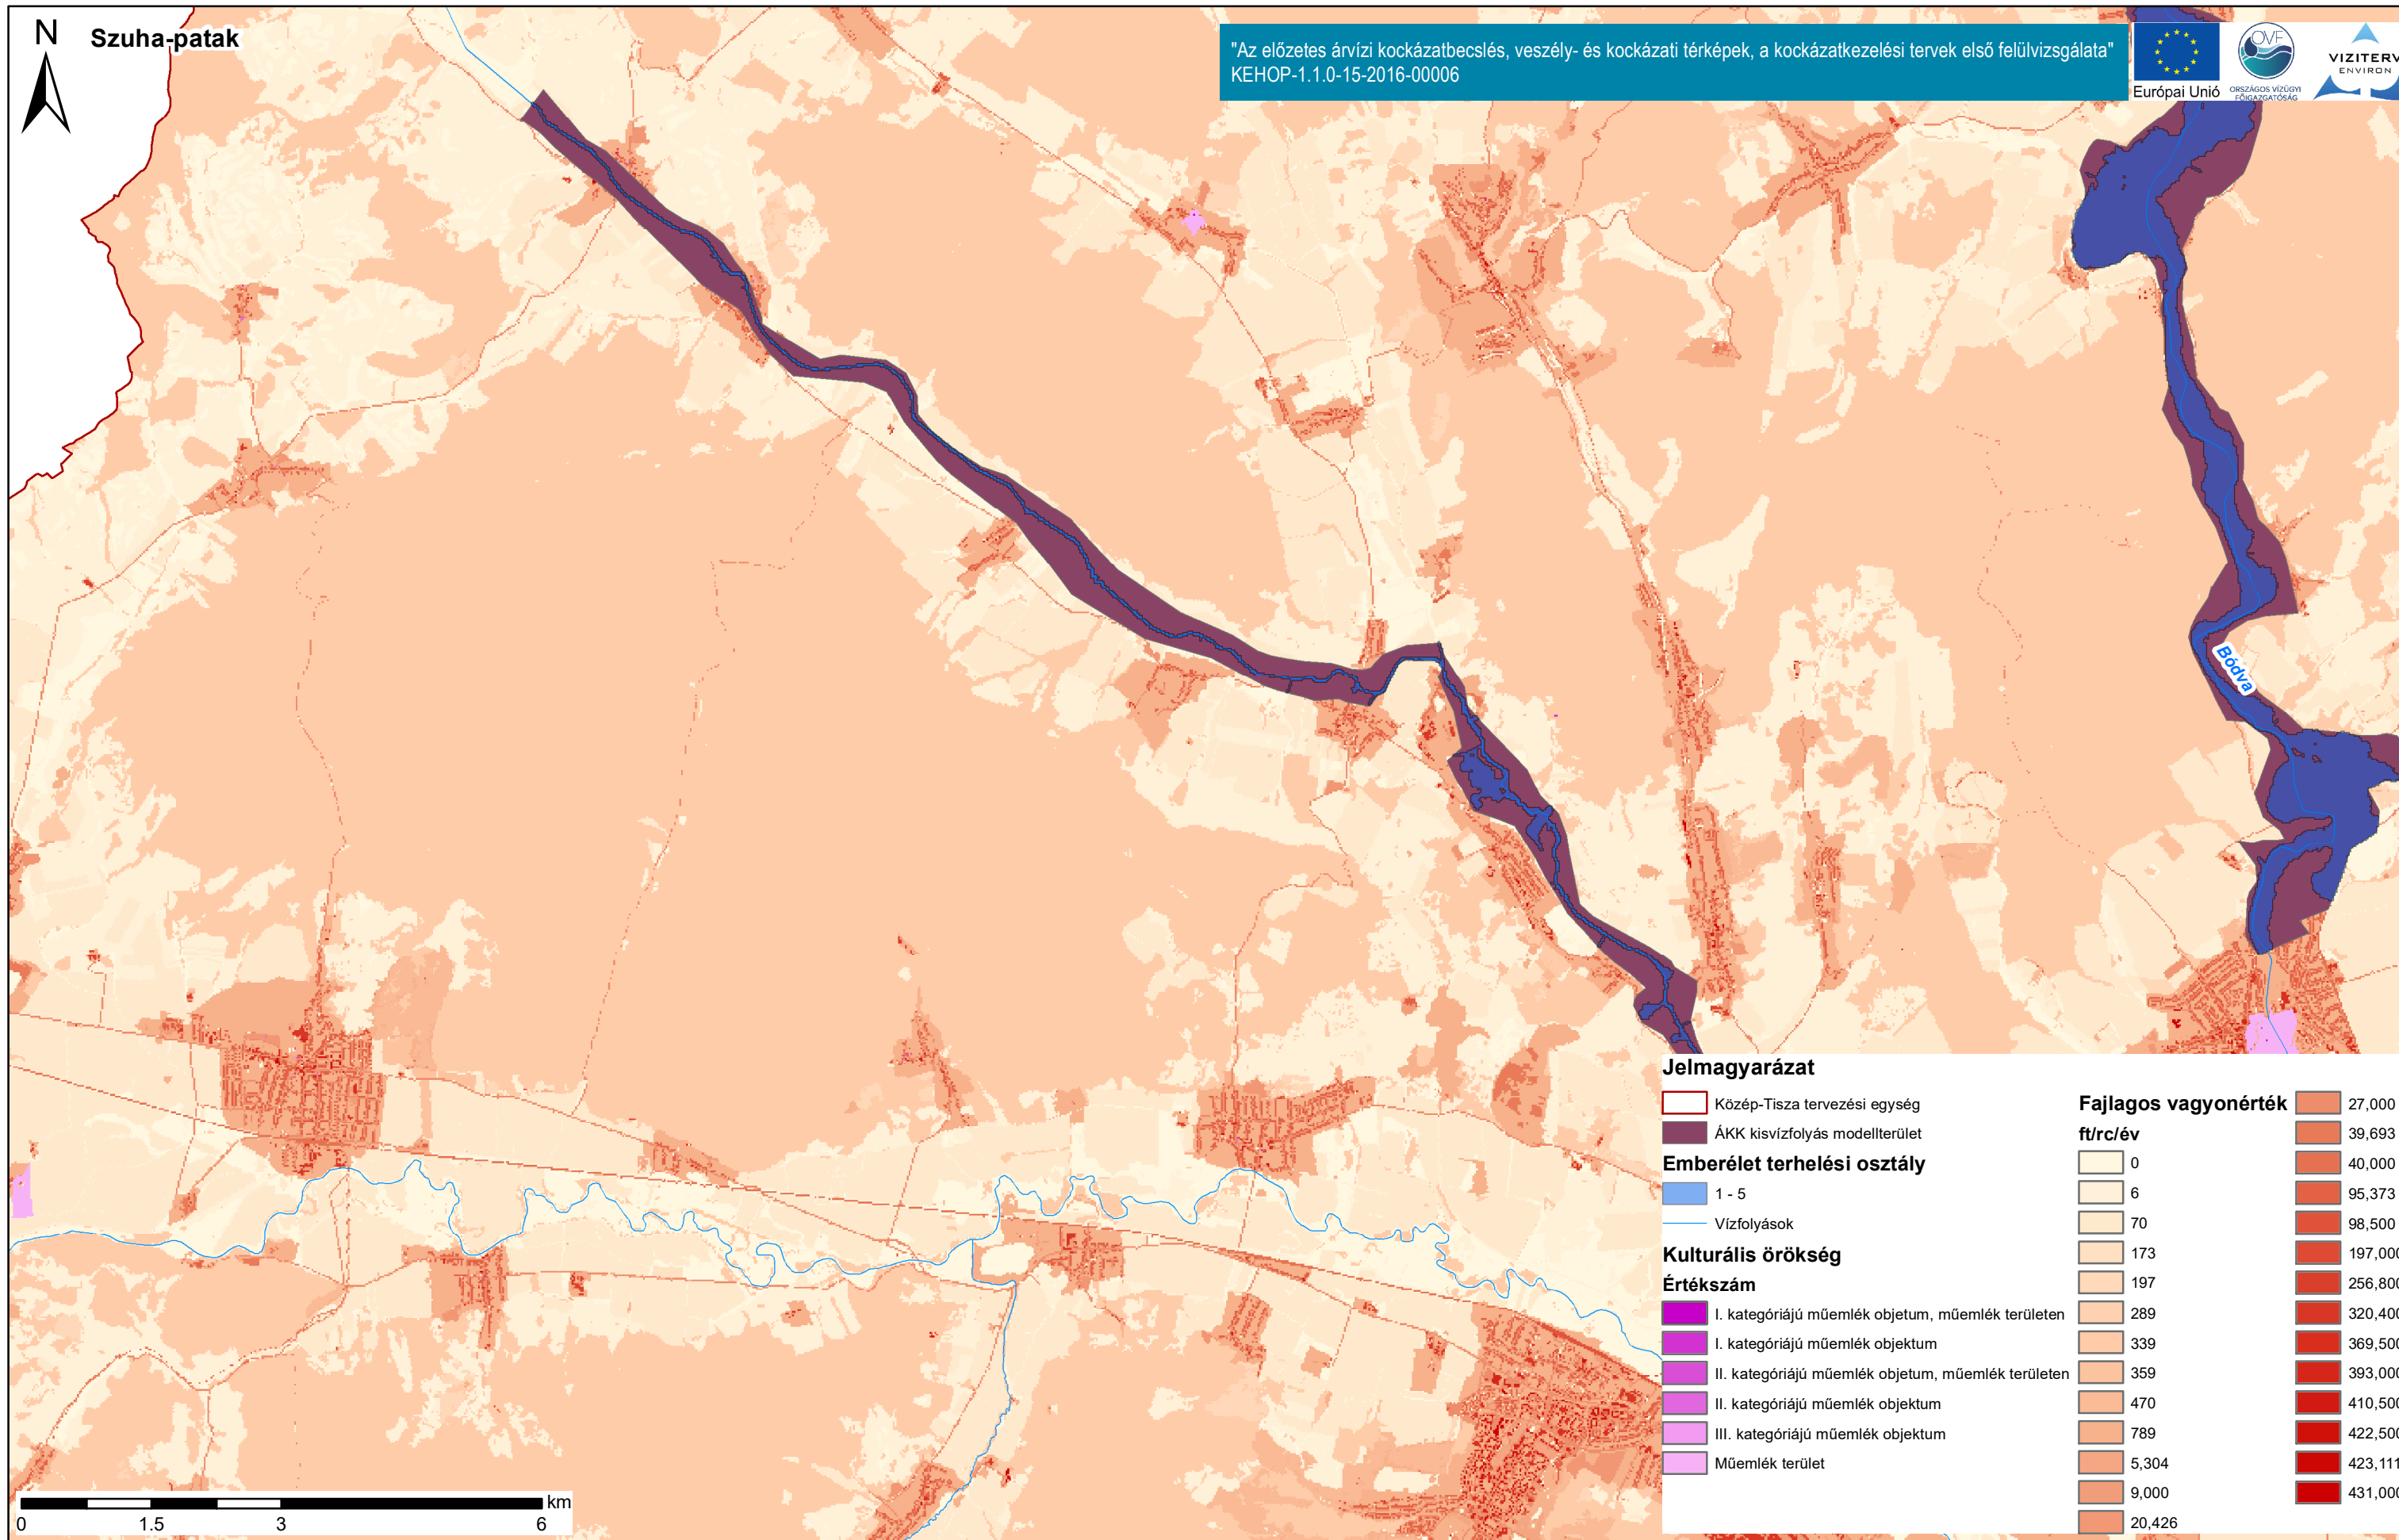 N
Szuha-patak
"Az előzetes árvízi kockázatbecslés, veszély- és kockázati térképek, a kockázatkezelési tervek első felülvizsgálata"
KEHOP-1.1.0-15-2016-00006
Európai Unió
OVF
ORSZÁGOS VÍZÜGYI
FŐIGAZGATÓSÁG
VIZITERV
ENVIRON
Bódva
Jelmagyarázat
Közép-Tisza tervezési egység
ÁKK kisvízfolyás modellterület
Emberélet terhelési osztály
1 - 5
Vízfolyások
Kulturális örökség
Értékszám
I. kategóriájú műemlék objetum, műemlék területen
I. kategóriájú műemlék objektum
II. kategóriájú műemlék objetum, műemlék területen
II. kategóriájú műemlék objektum
III. kategóriájú műemlék objektum
Műemlék terület
Fajlagos vagyonérték
ft/rc/év
0
6
70
173
197
289
339
359
470
789
5,304
9,000
20,426
27,000
39,693
40,000
95,373
98,500
197,000
256,800
320,400
369,500
393,000
410,500
422,500
423,111
431,000
km
0 1.5 3 6